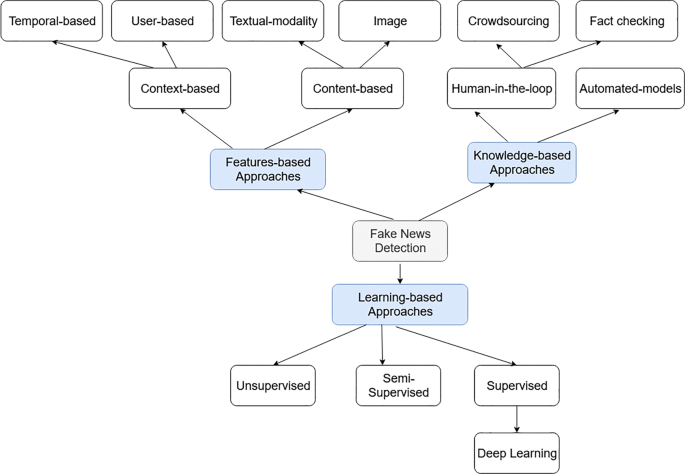 Temporal-based
User-based
Textual-modality
Image
Crowdsourcing
Fact checking
Context-based
Content-based
Human-in-the-loop
Automated-models
Features-based
Approaches
Knowledge-based
Approaches
Fake News
Detection
Learning-based
Approaches
Unsupervised
Semi-
Supervised
Supervised
Deep Learning